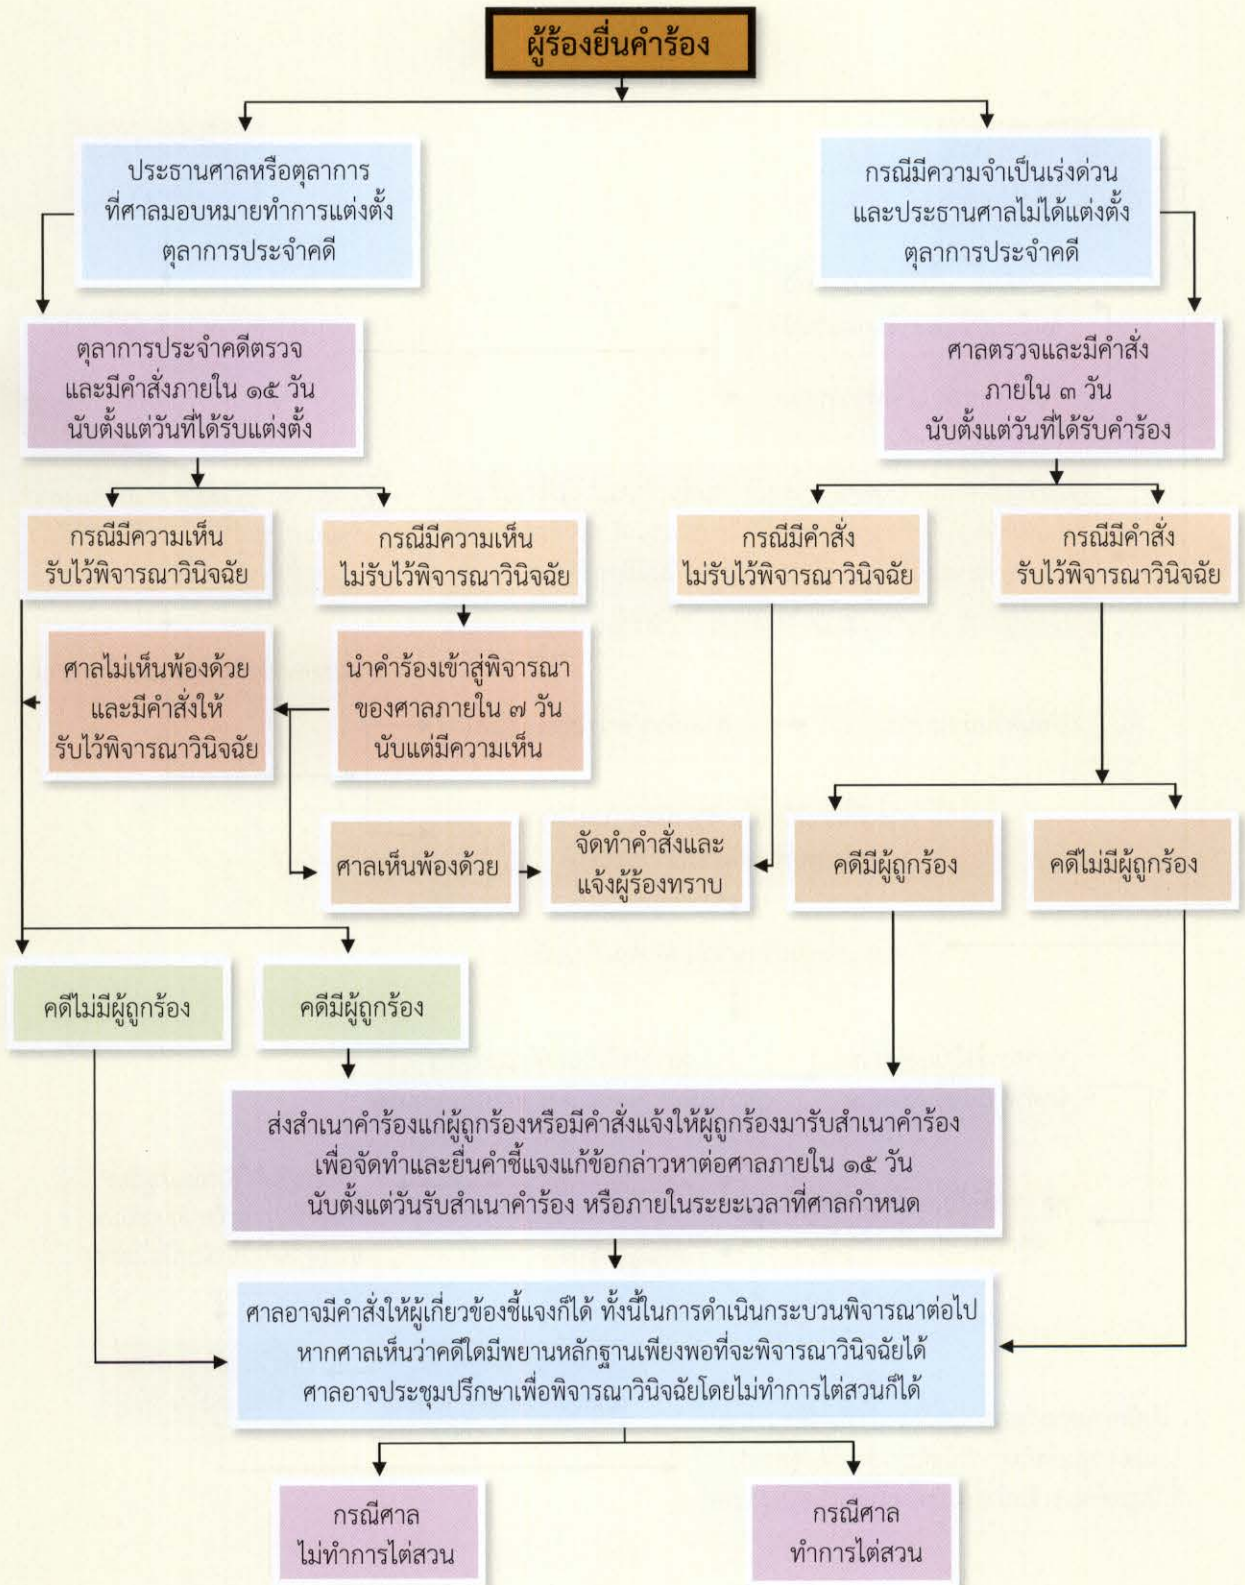 ผู้ร้องยื่นคำร้อง
ประธานศาลหรือตุลาการ
ที่ศาลมอบหมายทำการแต่งตั้ง
ตุลาการประจำคดี
กรณีมีความจำเป็นเร่งด่วน
และประธานศาลไม่ได้แต่งตั้ง
ตุลาการประจำคดี
ตุลาการประจำคดีตรวจ
และมีคำสั่งภายใน ๑๕ วัน
นับตั้งแต่วันที่ได้รับแต่งตั้ง
ศาลตรวจและมีคำสั่ง
ภายใน ๓ วัน
นับตั้งแต่วันที่ได้รับคำร้อง
กรณีมีความเห็น
รับไว้พิจารณาวินิจฉัย
กรณีมีความเห็น
ไม่รับไว้พิจารณาวินิจฉัย
กรณีมีคำสั่ง
ไม่รับไว้พิจารณาวินิจฉัย
กรณีมีคำสั่ง
รับไว้พิจารณาวินิจฉัย
ศาลไม่เห็นพ้องด้วย
และมีคำสั่งให้
รับไว้พิจารณาวินิจฉัย
นำคำร้องเข้าสู่พิจารณา
ของศาลภายใน ๗ วัน
นับแต่มีความเห็น
ศาลเห็นพ้องด้วย
จัดทำคำสั่งและ
แจ้งผู้ร้องทราบ
คดีมีผู้ถูกร้อง
คดีไม่มีผู้ถูกร้อง
คดีไม่มีผู้ถูกร้อง
คดีมีผู้ถูกร้อง
ส่งสำเนาคำร้องแก่ผู้ถูกร้องหรือมีคำสั่งแจ้งให้ผู้ถูกร้องมารับสำเนาคำร้อง
เพื่อจัดทำและยื่นคำชี้แจงแก้ข้อกล่าวหาต่อศาลภายใน ๑๕ วัน
นับตั้งแต่วันรับสำเนาคำร้อง หรือภายในระยะเวลาที่ศาลกำหนด
ศาลอาจมีคำสั่งให้ผู้เกี่ยวข้องชี้แจงก็ได้ ทั้งนี้ในการดำเนินกระบวนพิจารณาต่อไป
หากศาลเห็นว่าคดีใดมีพยานหลักฐานเพียงพอที่จะพิจารณาวินิจฉัยได้
ศาลอาจประชุมปรึกษาเพื่อพิจารณาวินิจฉัยโดยไม่ทำการไต่สวนก็ได้
กรณีศาล
ไม่ทำการไต่สวน
กรณีศาล
ทำการไต่สวน